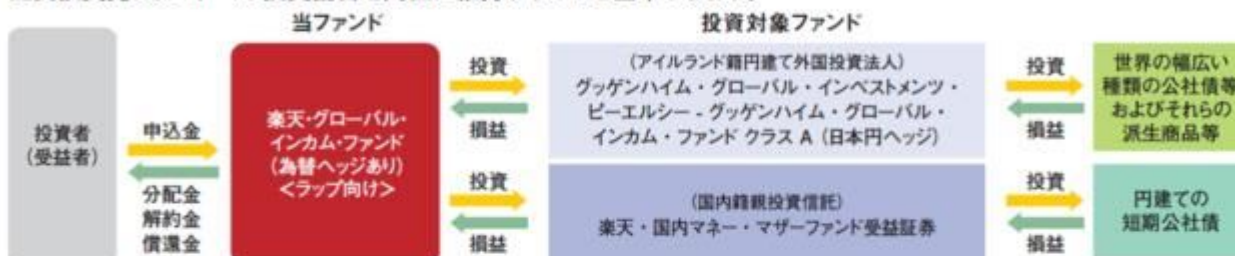 当ファンド
投資対象ファンド
投資者
(受益者)
申込金
分配金
解約金
償還金
楽天・グローバル・
インカム・ファンド
(為替ヘッジあり)
<ラップ向け>
投資
損益
(アイルランド籍円建て外国投資法人)
グッゲンハイム・グローバル・インベストメンツ・
ピーエルシー - グッゲンハイム・グローバル・
インカム・ファンド クラス A (日本円ヘッジ)
投資
損益
世界の幅広い
種類の公社債等
およびそれらの
派生商品等
投資
損益
(国内籍親投資信託)
楽天・国内マネー・マザーファンド受益証券
投資
損益
円建ての
短期公社債